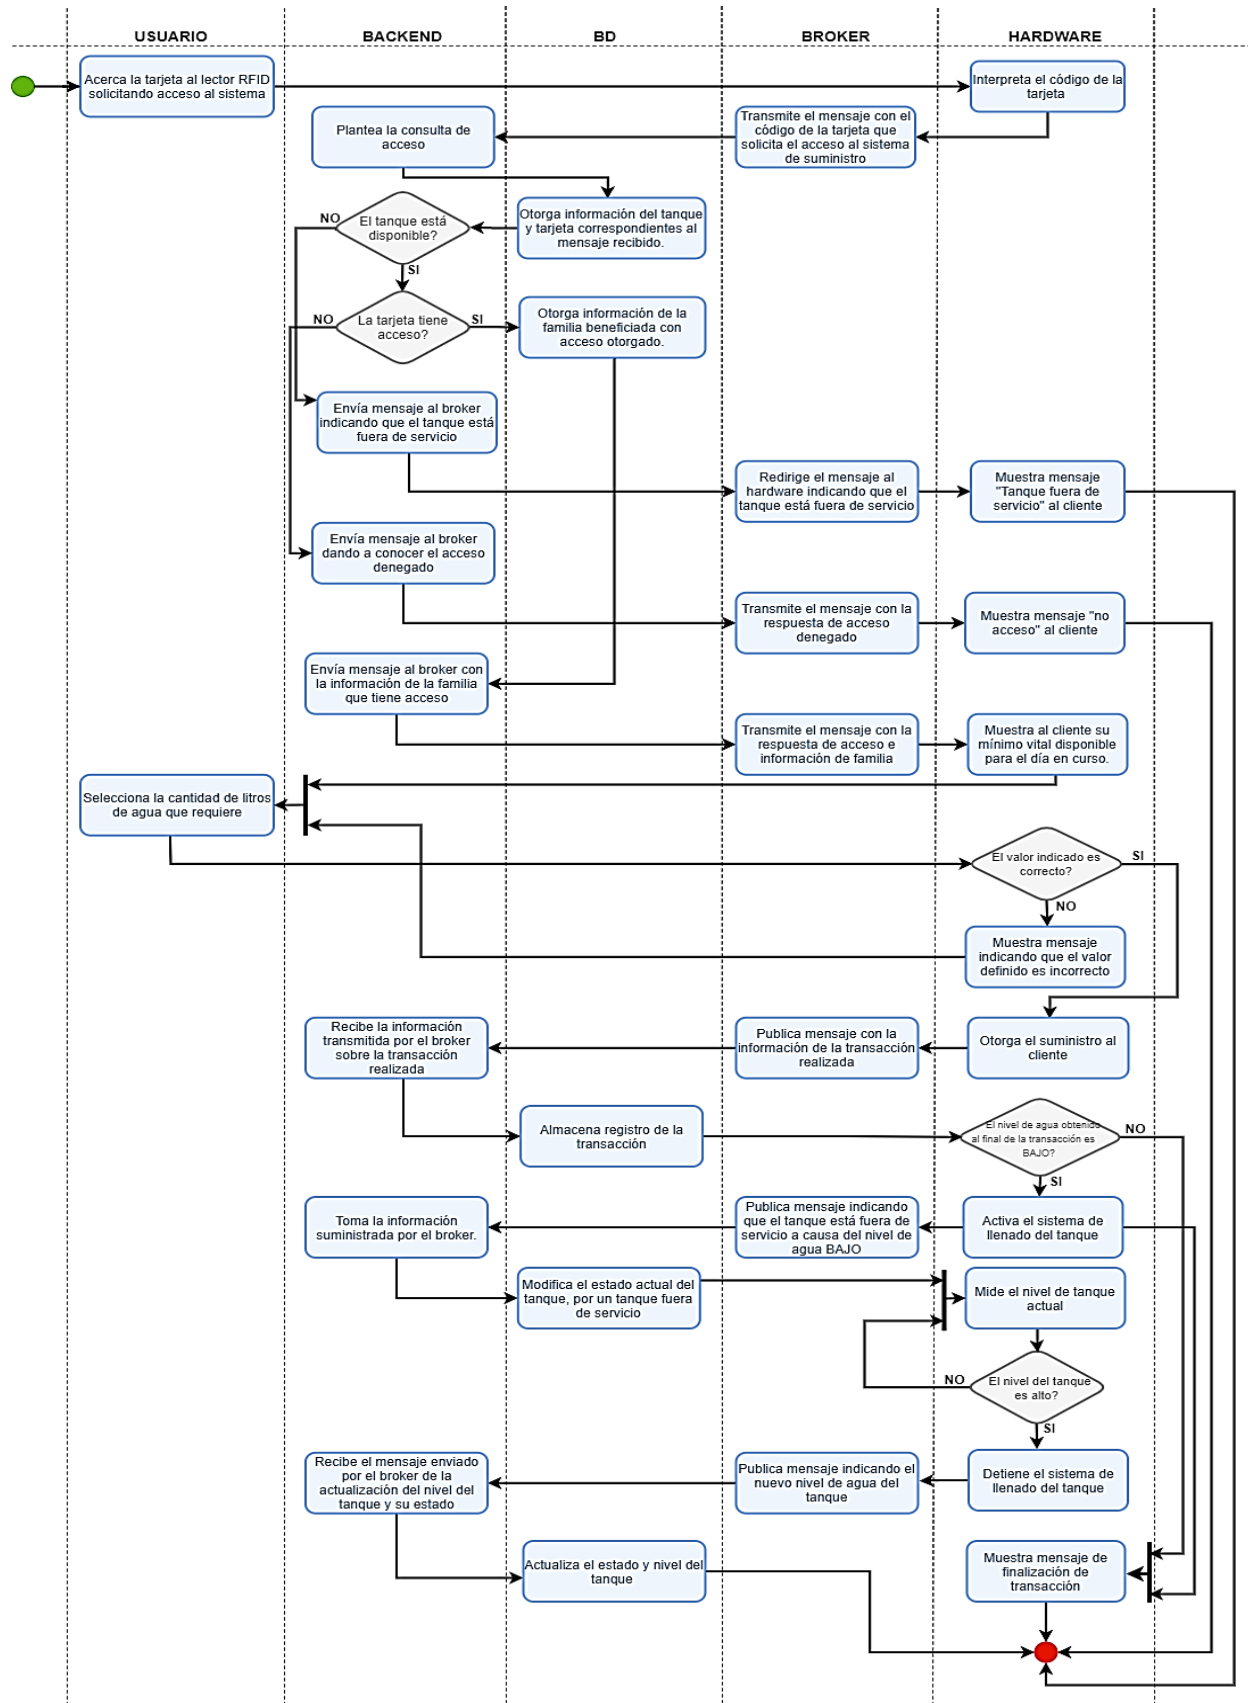 USUARIO
BACKEND
BD
BROKER
HARDWARE
Acerca la tarjeta al lector RFID
solicitando acceso al sistema
Interpreta el código de la
tarjeta
Transmite el mensaje con el
código de la tarjeta que
solicita el acceso al sistema
de suministro
Plantea la consulta de
acceso
Otorga información del tanque
y tarjeta correspondientes al
mensaje recibido.
El tanque está
disponible?
NO
SI
La tarjeta tiene
acceso?
NO
SI
Otorga información de la
familia beneficiada con
acceso otorgado.
Envía mensaje al broker
indicando que el tanque está
fuera de servicio
Redirige el mensaje al
hardware indicando que el
tanque está fuera de servicio
Muestra mensaje
"Tanque fuera de
servicio" al cliente
Envía mensaje al broker
dando a conocer el acceso
denegado
Transmite el mensaje con la
respuesta de acceso
denegado
Muestra mensaje "no
acceso" al cliente
Envía mensaje al broker con
la información de la familia
que tiene acceso
Transmite el mensaje con la
respuesta de acceso e
información de familia
Muestra al cliente su
mínimo vital disponible
para el día en curso.
Selecciona la cantidad de litros
de agua que requiere
El valor indicado es
correcto?
SI
NO
Muestra mensaje
indicando que el valor
definido es incorrecto
Otorga el suministro al
cliente
Publica mensaje con la
información de la transacción
realizada
Recibe la información
transmitida por el broker
sobre la transacción
realizada
Almacena registro de la
transacción
El nivel de agua obtenido
al final de la transacción es
BAJO?
NO
SI
Activa el sistema de
llenado del tanque
Publica mensaje indicando
que el tanque está fuera de
servicio a causa del nivel de
agua BAJO
Toma la información
suministrada por el broker.
Modifica el estado actual del
tanque, por un tanque fuera
de servicio
Mide el nivel de tanque
actual
El nivel del tanque
es alto?
NO
SI
Detiene el sistema de
llenado del tanque
Publica mensaje indicando el
nuevo nivel de agua del
tanque
Recibe el mensaje enviado
por el broker de la
actualización del nivel del
tanque y su estado
Actualiza el estado y nivel del
tanque
Muestra mensaje de
finalización de
transacción